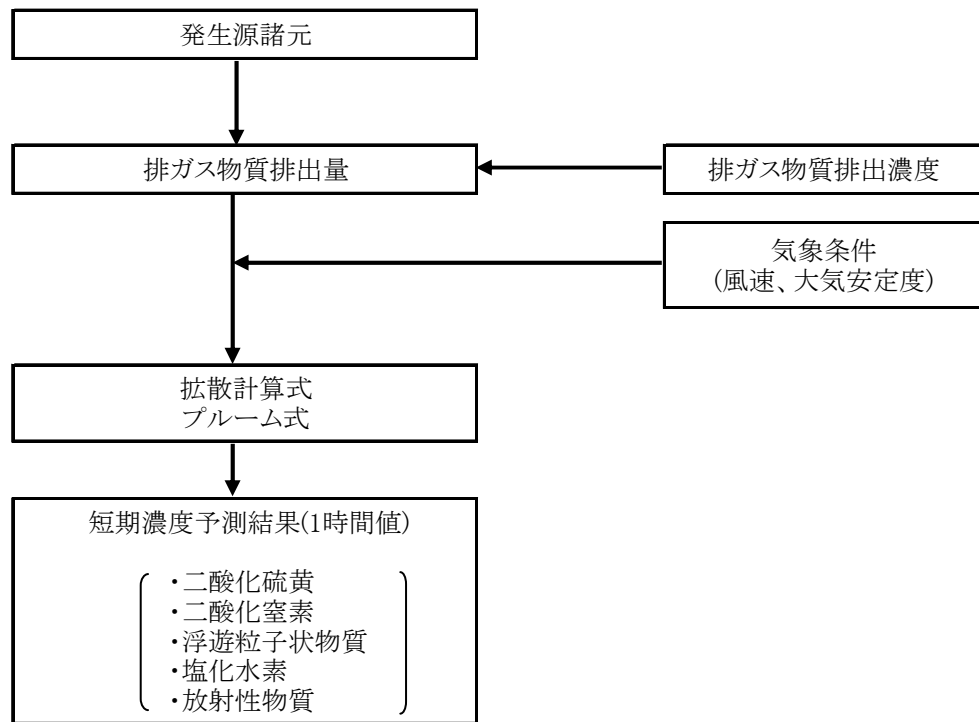 発生源諸元
排ガス物質排出量
排ガス物質排出濃度
気象条件
(風速、大気安定度)
拡散計算式
プルーム式
短期濃度予測結果(1時間値)
・二酸化硫黄
・二酸化窒素
・浮遊粒子状物質
・塩化水素
・放射性物質